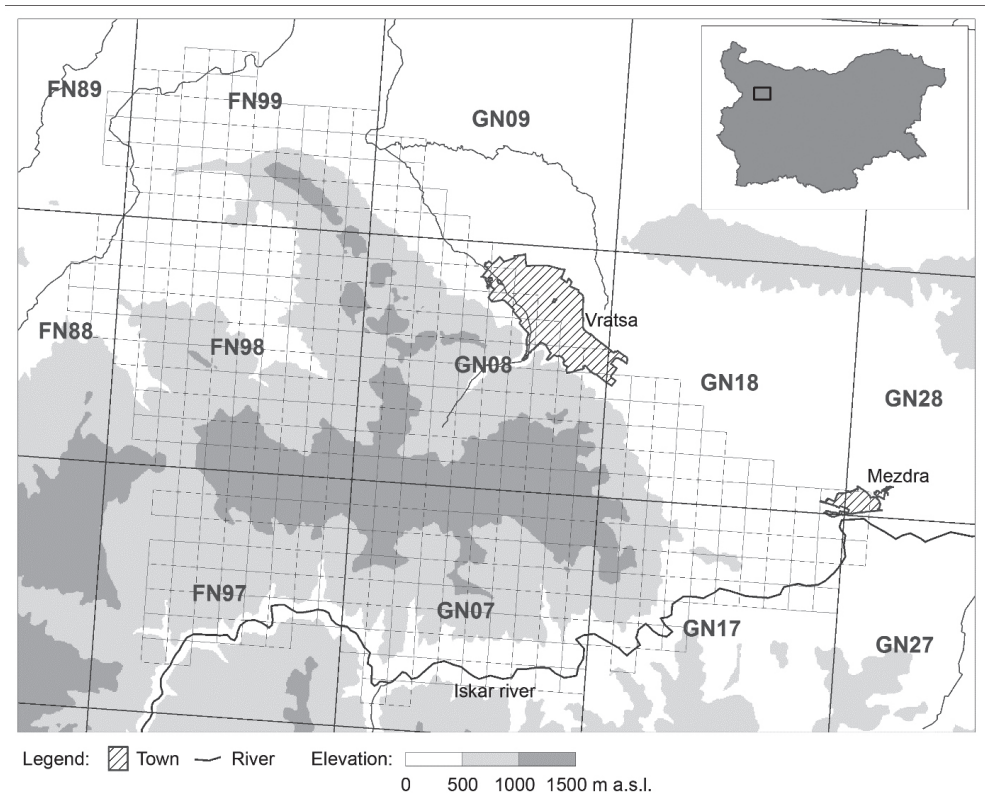 FN89
FN99
GN09
Vratsa
FN88
FN98
GN08
GN18
GN28
Mezdra
FN97
GN07
GN17
GN27
Iskar river
Legend: Town River Elevation:
0 500 1000 1500 m a.s.l.